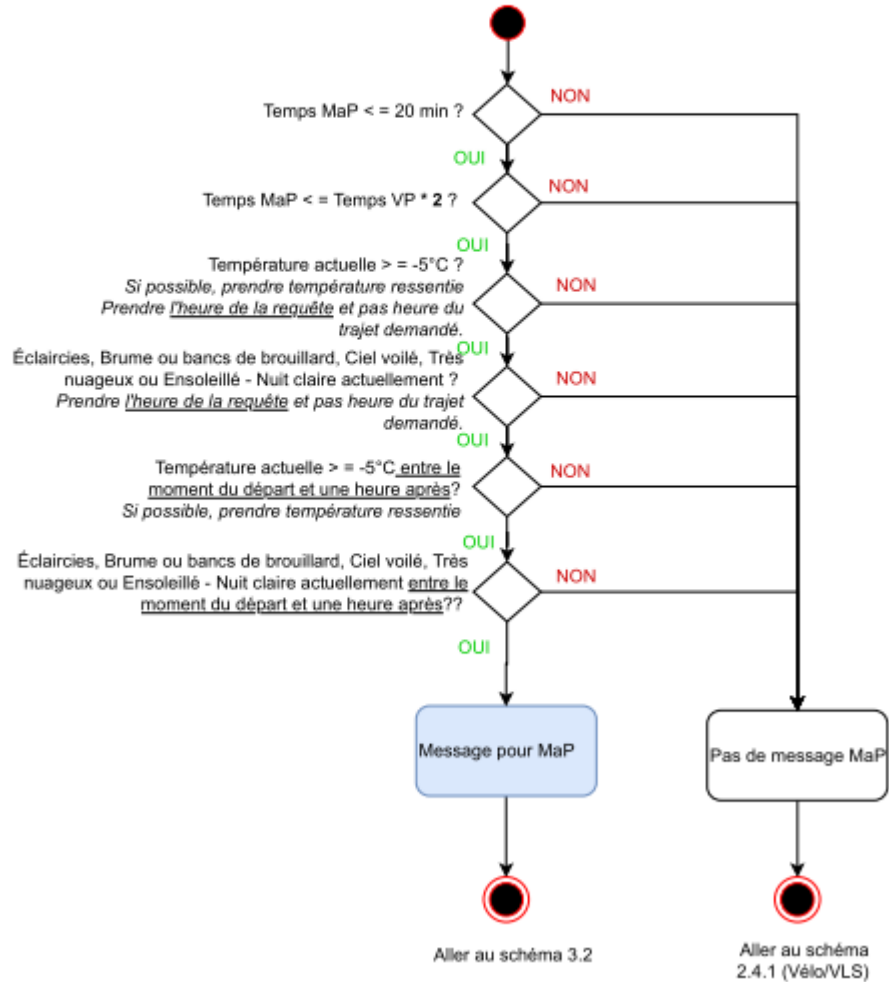 Temps MaP < = 20 min ?
NON
OUI
Temps MaP < = Temps VP * 2 ?
NON
OUI
Température actuelle > = -5°C ?
Si possible, prendre température ressentie
Prendre l'heure de la requête et pas heure du
trajet demandé.
NON
OUI
Éclaircies, Brume ou bancs de brouillard, Ciel voilé, Très
nuageux ou Ensoleillé - Nuit claire actuellement ?
Prendre l'heure de la requête et pas heure du trajet
demandé.
NON
OUI
Température actuelle > = -5°C entre le
moment du départ et une heure après?
Si possible, prendre température ressentie
NON
OUI
Éclaircies, Brume ou bancs de brouillard, Ciel voilé, Très
nuageux ou Ensoleillé - Nuit claire actuellement entre le
moment du départ et une heure après??
NON
OUI
Message pour MaP
Pas de message MaP
Aller au schéma 3.2
Aller au schéma
2.4.1 (Vélo/VLS)